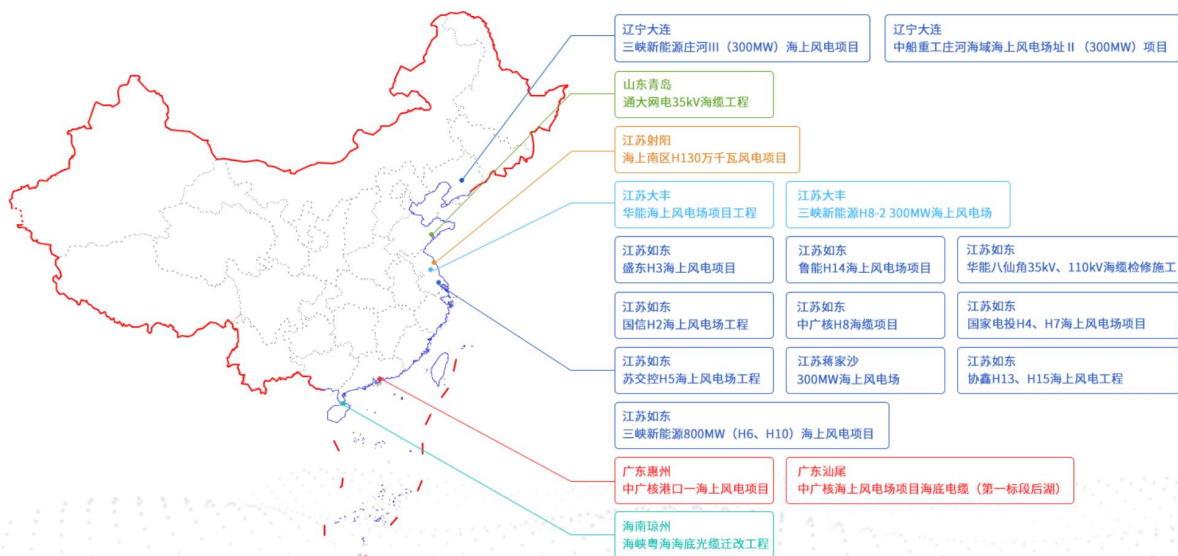 辽宁大连
三峡新能源庄河III（300MW）海上风电项目
辽宁大连
中船重工庄河海域海上风电场址Ⅱ（300MW）项目
山东青岛
通大网电35kV海缆工程
江苏射阳
海上南区H130万千瓦风电项目
江苏大丰
华能海上风电场项目工程
江苏大丰
三峡新能源H8-2 300MW海上风电场
江苏如东
盛东H3海上风电项目
江苏如东
鲁能H14海上风电场项目
江苏如东
华能八仙角35kV、110kV海缆检修施工
江苏如东
国信H2海上风电场工程
江苏如东
中广核H8海缆项目
江苏如东
国家电投H4、H7海上风电场项目
江苏如东
苏交控H5海上风电场工程
江苏蒋家沙
300MW海上风电场
江苏如东
协鑫H13、H15海上风电工程
江苏如东
三峡新能源800MW（H6、H10）海上风电项目
广东惠州
中广核港口一海上风电项目
广东汕尾
中广核海上风电场项目海底电缆（第一标段后湖）
海南琼州
海峡粤海海底光缆迁改工程